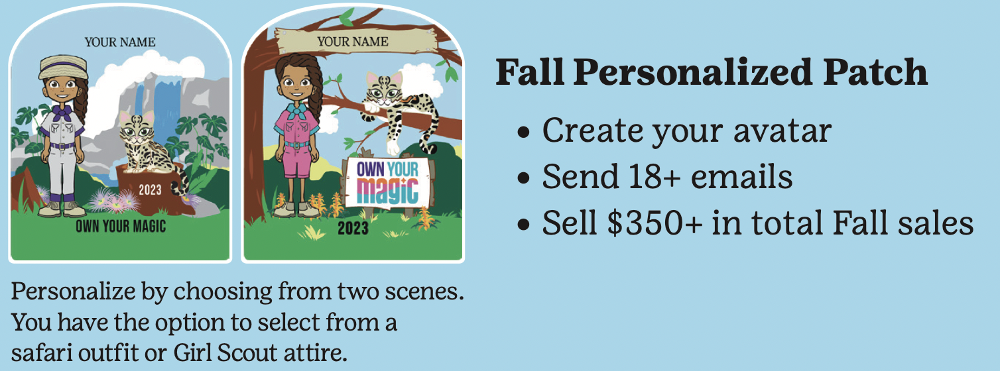 YOUR NAME
2023
OWN YOUR MAGIC
YOUR NAME
OWN YOUR
magic
2023
Personalize by choosing from two scenes.
You have the option to select from a
safari outfit or Girl Scout attire.
Fall Personalized Patch
• Create your avatar
• Send 18+ emails
• Sell $350+ in total Fall sales